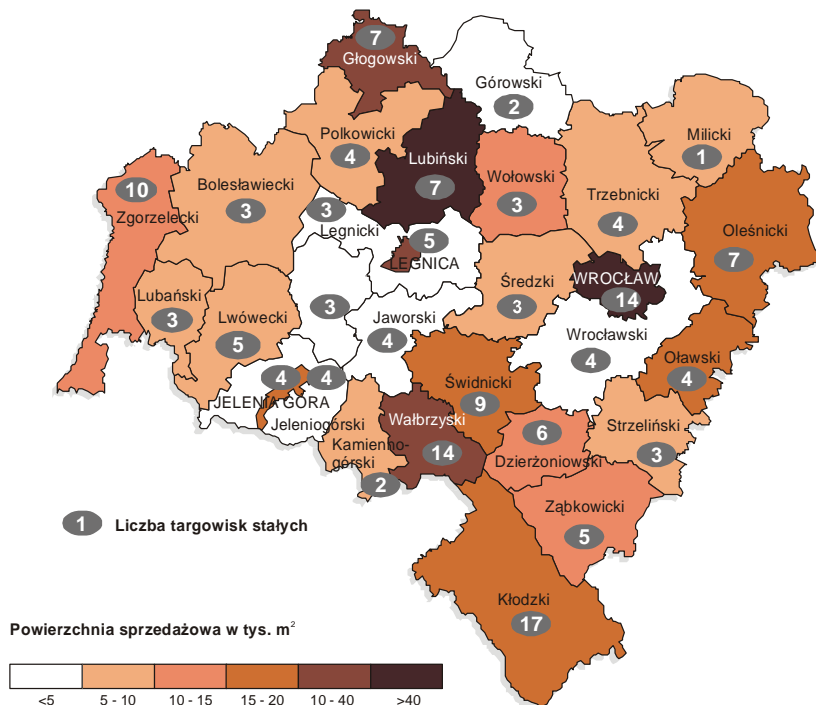 7
Głogowski
Górowski
2
Polkowicki
4
Lubiński
7
Milicki
1
10
Zgorzelecki
Bolesławiecki
3
3
Legnicki
Wołowski
3
Trzebnicki
4
Oleśnicki
7
5
LEGNICA
Lubański
3
Lwówecki
5
3
Jaworski
4
Średzki
3
WROCŁAW
14
Wrocławski
4
Oławski
4
4
4
JELENIA GÓRA
Jeleniogórski
Świdnicki
9
Kamienno-
górski
2
Wałbrzyski
14
6
Dzierżoniowski
Strzeliński
3
Ząbkowicki
5
Kłodzki
17
1 Liczba targowisk stałych
Powierzchnia sprzedażowa w tys. m²
<5 5 - 10 10 - 15 15 - 20 10 - 40 >40